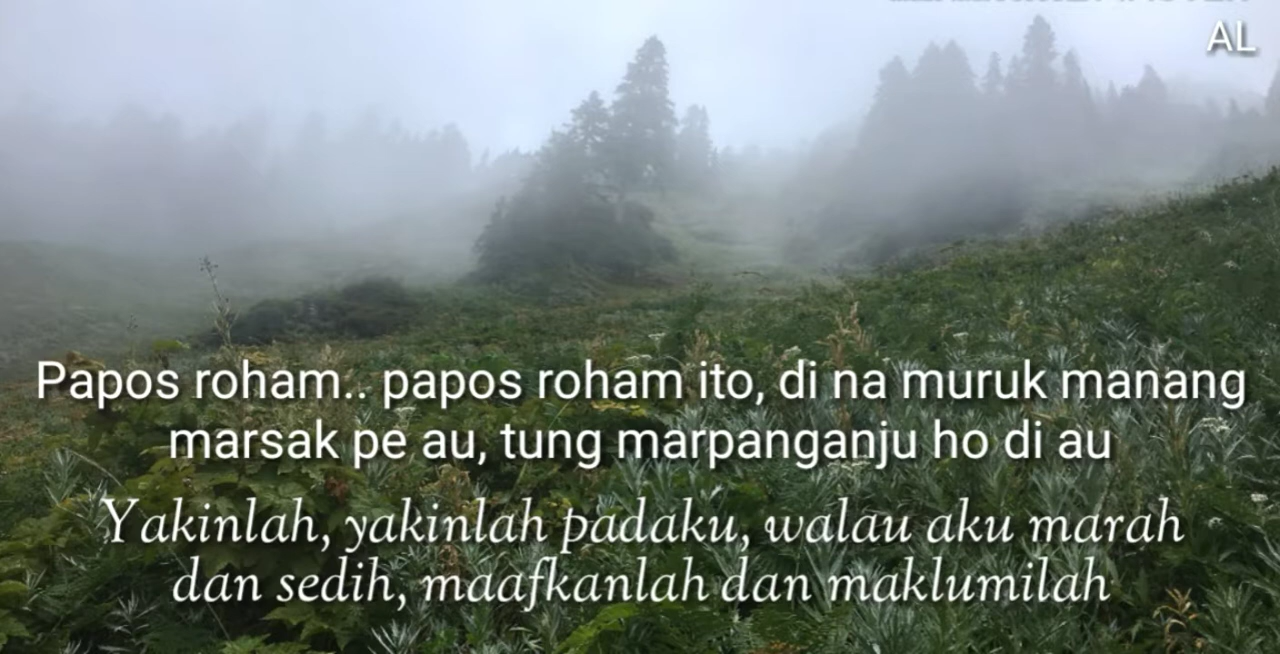 AL
Papos roham.. papos roham ito, di na muruk manang
marsak pe au, tung marpanganju ho di au
Yakinlah, yakinlah padaku, walau aku marah
dan sedih, maafkanlah dan maklumilah